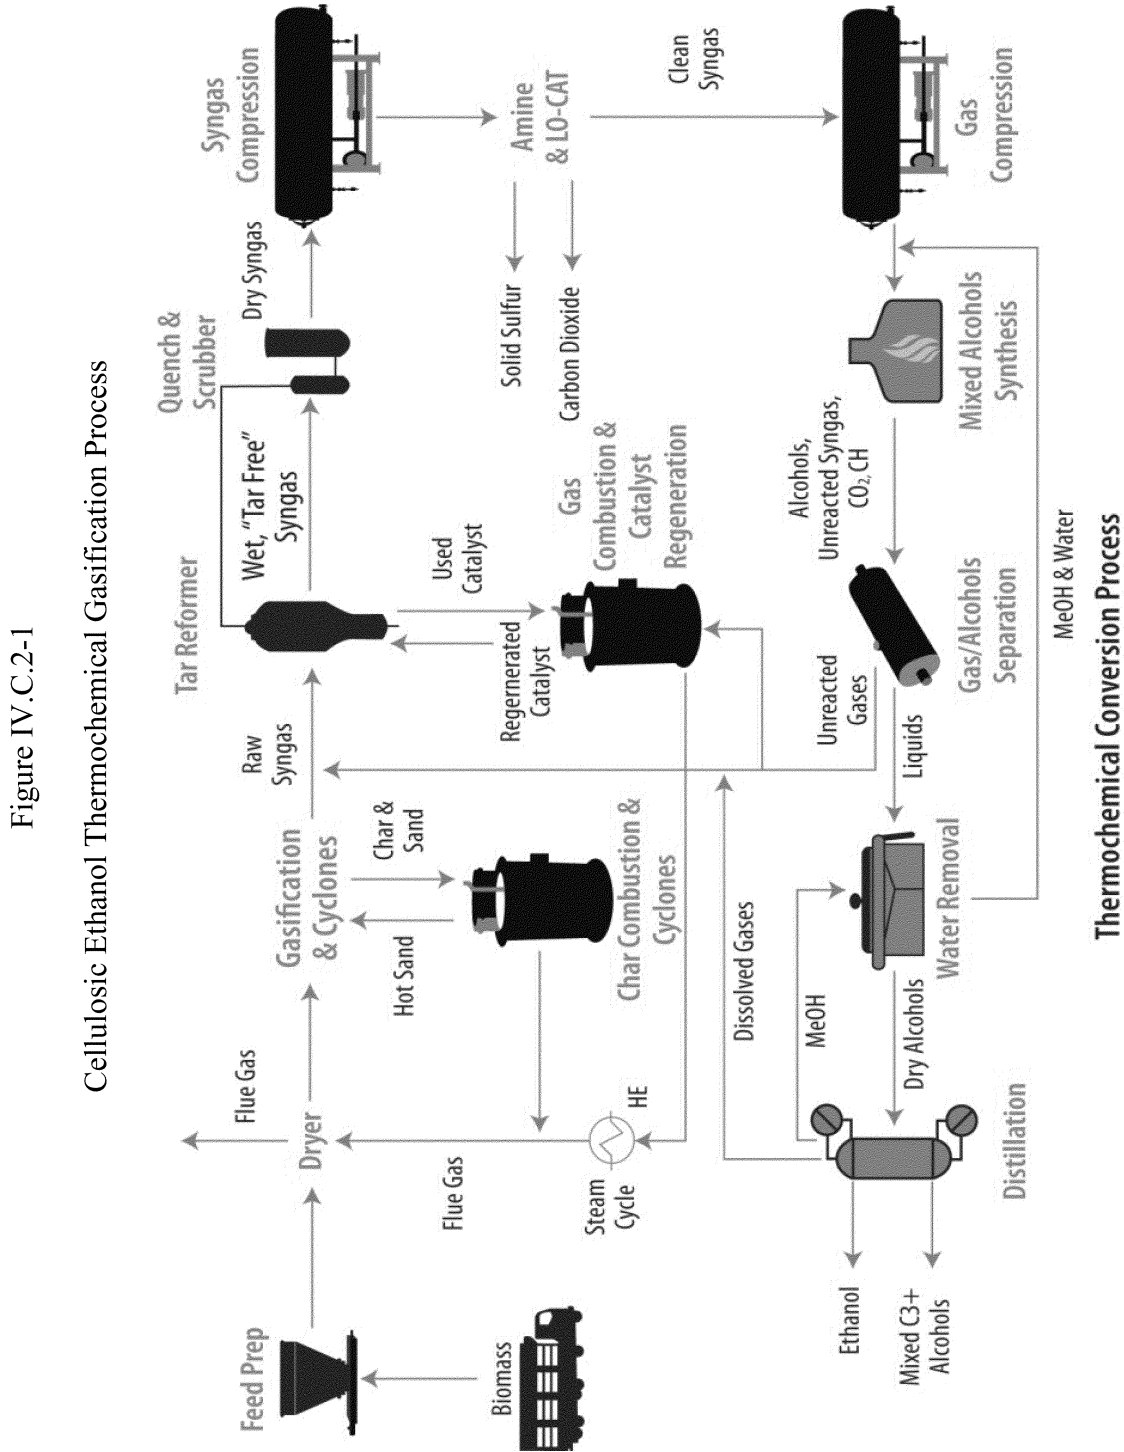 Figure IV.C.2-1
Cellulosic Ethanol Thermochemical Gasification Process
Feed Prep
Biomass
Flue Gas
Dryer
Flue Gas
Steam
Cycle
HE
Gasification
& Cyclones
Hot Sand
Char &
Sand
Char Combustion &
Cyclones
Raw
Syngas
Tar Reformer
Wet, “Tar Free”
Syngas
Regernerated
Catalyst
Used
Catalyst
Gas
Combustion &
Catalyst
Regeneration
Quench &
Scrubber
Dry Syngas
Syngas
Compression
Amine
& LO-CAT
Solid Sulfur
Carbon Dioxide
Clean
Syngas
Gas
Compression
Mixed Alcohols
Synthesis
Alcohols,
Unreacted Syngas,
CO₂, CH
Gas/Alcohols
Separation
Unreacted
Gases
Liquids
Water Removal
MeOH & Water
Dissolved Gases
MeOH
Dry Alcohols
Distillation
Ethanol
Mixed C3+
Alcohols
Thermochemical Conversion Process